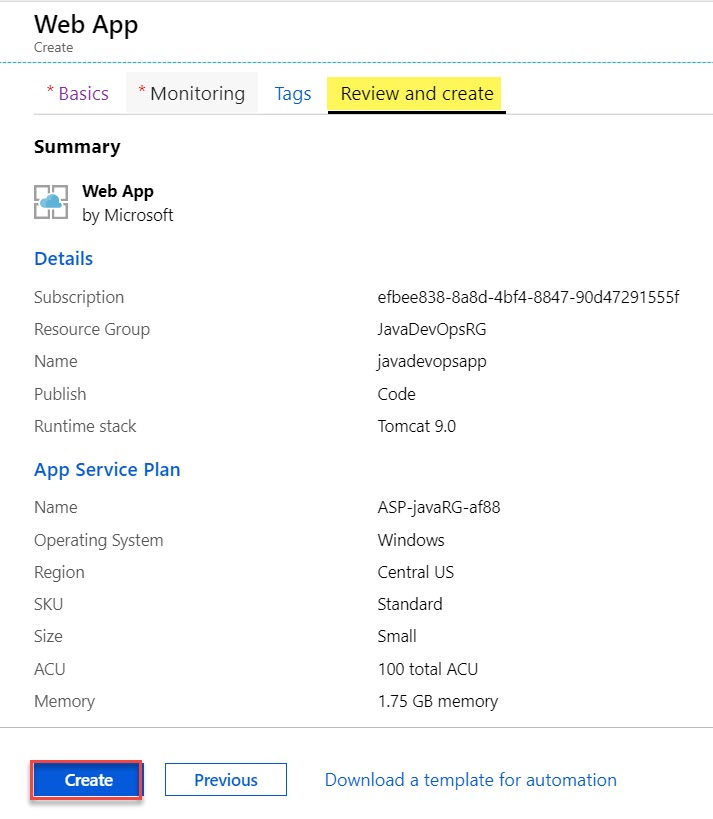 Web App
Create
* Basics * Monitoring Tags Review and create
Summary
Web App
by Microsoft
Details
Subscription efbee838-8a8d-4bf4-8847-90d47291555f
Resource Group JavaDevOpsRG
Name javadevopsapp
Publish Code
Runtime stack Tomcat 9.0
App Service Plan
Name ASP-javaRG-af88
Operating System Windows
Region Central US
SKU Standard
Size Small
ACU 100 total ACU
Memory 1.75 GB memory
Create Previous Download a template for automation